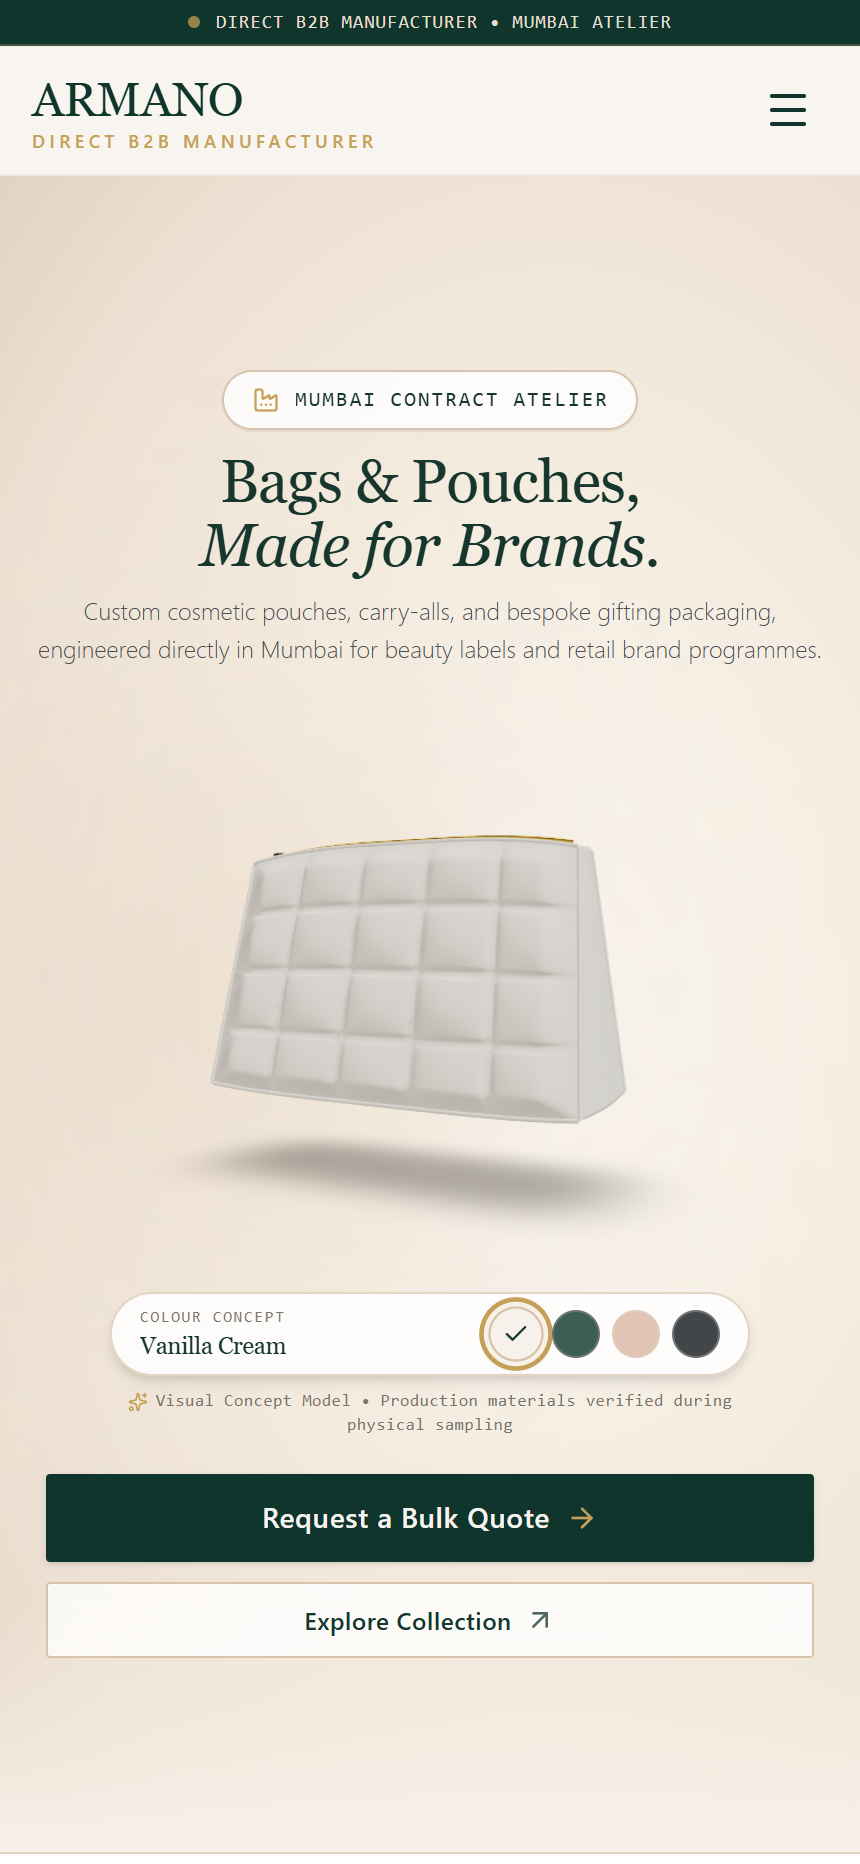 DIRECT B2B MANUFACTURER • MUMBAI ATELIER
ARMANO
DIRECT B2B MANUFACTURER
MUMBAI CONTRACT ATELIER
Bags & Pouches,
Made for Brands.
Custom cosmetic pouches, carry-alls, and bespoke gifting packaging,
engineered directly in Mumbai for beauty labels and retail brand programmes.
COLOUR CONCEPT
Vanilla Cream
Visual Concept Model • Production materials verified during
physical sampling
Request a Bulk Quote
Explore Collection